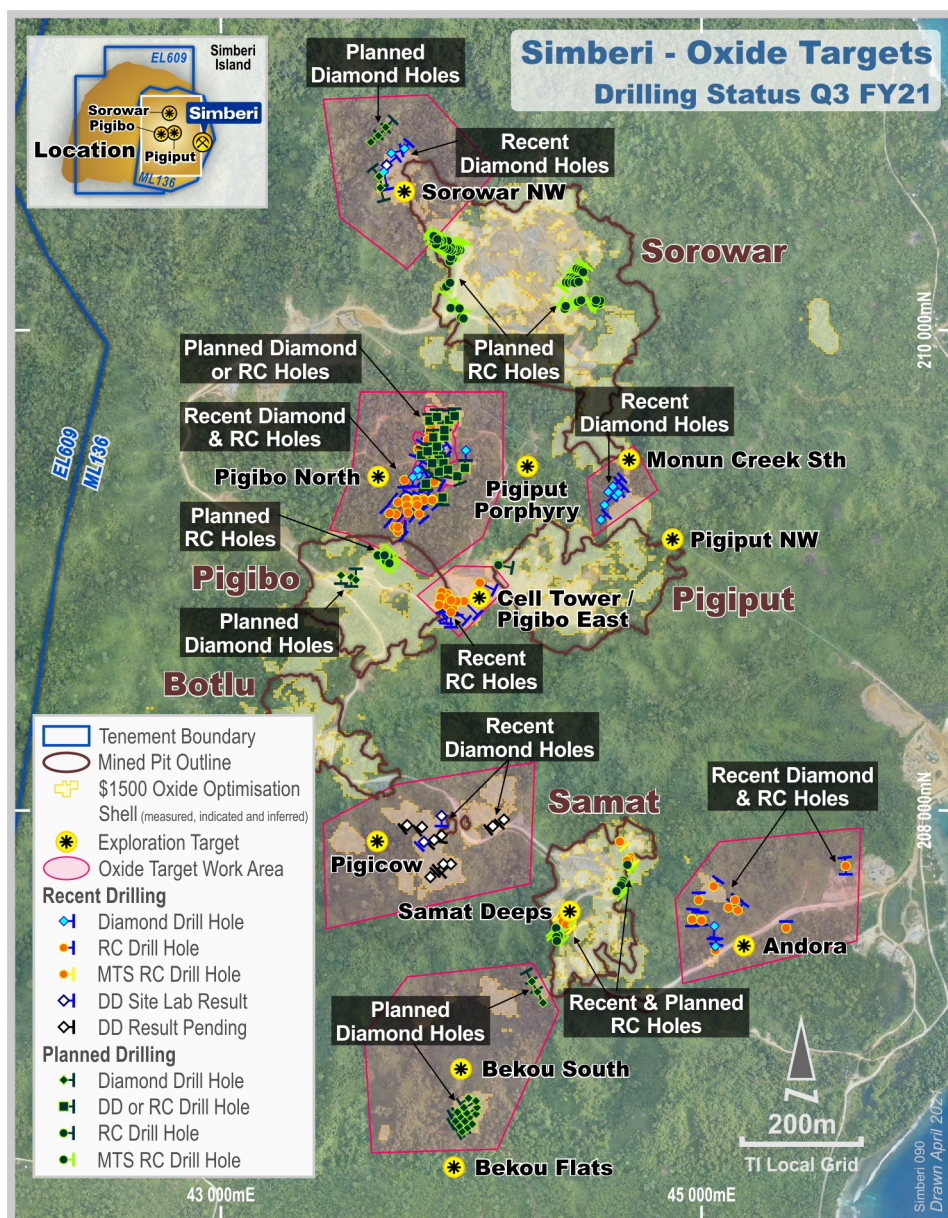 Simberi - Oxide Targets
Drilling Status Q3 FY21
EL609
Simberi
Island
Sorowar
Pigibo
Simberi
Location
Pigiput
ML136
Planned
Diamond Holes
Recent
Diamond Holes
Sorowar NW
Sorowar
Planned
RC Holes
210 000mN
Planned Diamond
or RC Holes
Recent Diamond
& RC Holes
Recent
Diamond Holes
EL609
ML136
Pigibo North
Pigiput
Porphyry
Monun Creek Sth
Planned
RC Holes
Pigiput NW
Pigibo
Cell Tower /
Pigibo East
Pigiput
Planned
Diamond Holes
Recent
RC Holes
Botlu
Recent
Diamond Holes
Samat
Recent Diamond
& RC Holes
208 000mN
Pigicow
Samat Deeps
Andora
Planned
Diamond Holes
Recent & Planned
RC Holes
Bekou South
Bekou Flats
Tenement Boundary
Mined Pit Outline
$1500 Oxide Optimisation
Shell (measured, indicated and inferred)
Exploration Target
Oxide Target Work Area
Recent Drilling
Diamond Drill Hole
RC Drill Hole
MTS RC Drill Hole
DD Site Lab Result
DD Result Pending
Planned Drilling
Diamond Drill Hole
DD or RC Drill Hole
RC Drill Hole
MTS RC Drill Hole
N
200m
TI Local Grid
43 000mE
45 000mE
Simberi 090
Drawn April 2021